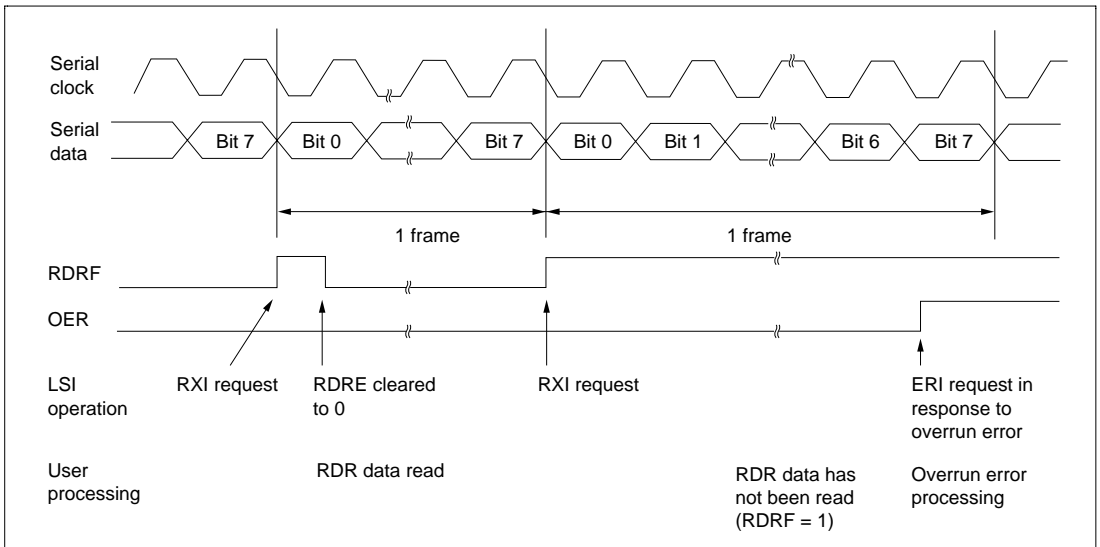 Serial
clock
Serial
data
Bit 7
Bit 0
Bit 7
Bit 0
Bit 1
Bit 6
Bit 7
1 frame
1 frame
RDRF
OER
LSI
operation
RXI request
RDRE cleared
to 0
RXI request
ERI request in
response to
overrun error
User
processing
RDR data read
RDR data has
not been read
(RDRF = 1)
Overrun error
processing